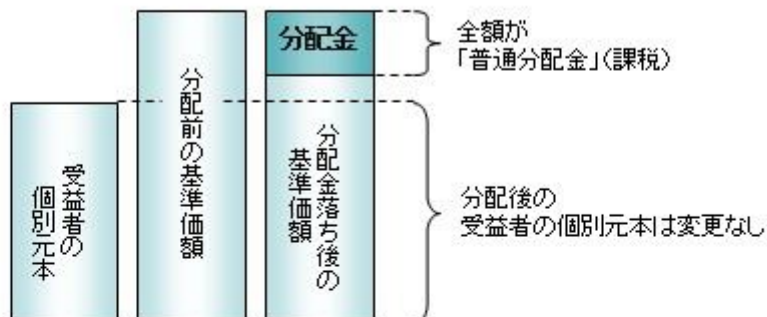 受益者の
個別元本
分配前の基準価額
分配金
分配金落ち後の
基準価額
全額が
「普通分配金」(課税)
分配後の
受益者の個別元本は変更なし